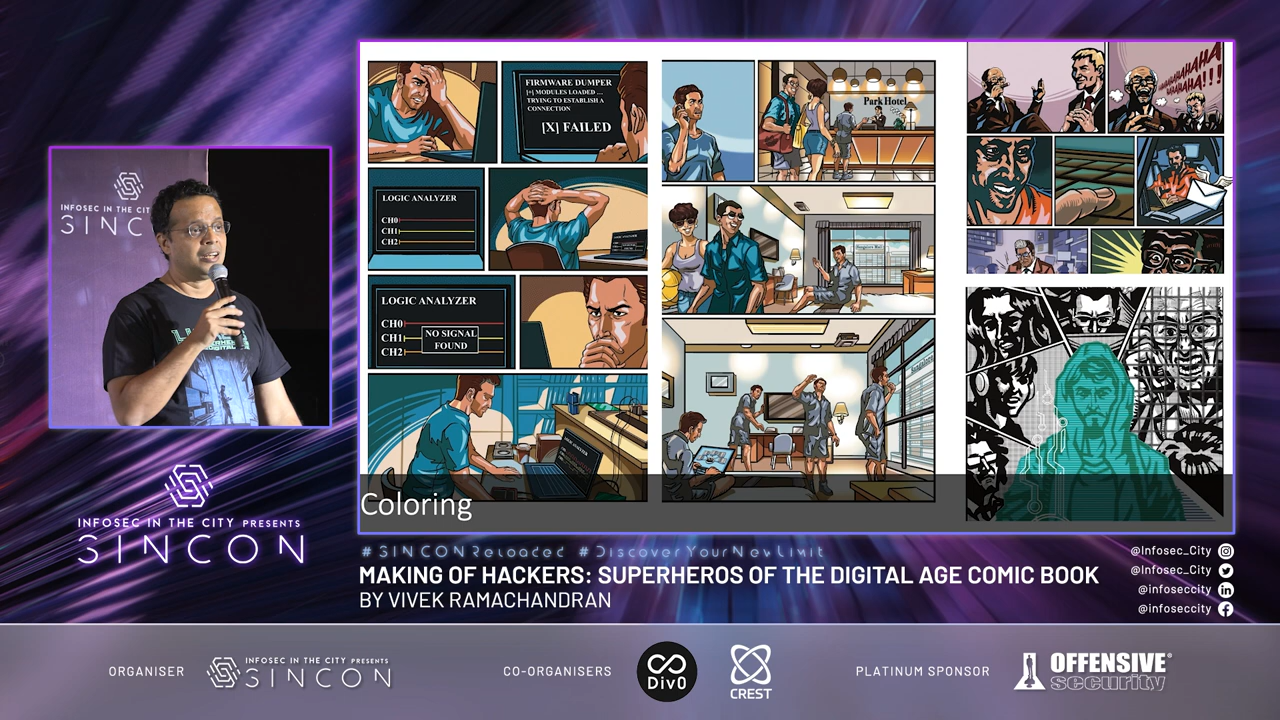 INFOSEC IN THE CIT
SINC
FIRMWARE DUMPER
[+] MODULES LOADED ...
TRYING TO ESTABLISH A
CONNECTION
[X] FAILED
LOGIC ANALYZER
CH0
CH1
CH2
LOGIC ANALYZER
CH0
CH1
CH2
NO SIGNAL
FOUND
Park Hotel
HAHAHAHA
HAHAHA!!!
Coloring
INFOSEC IN THE CITY PRESENTS
SINCON
#SINCONReloaded #DiscoverYourNewLimit
MAKING OF HACKERS: SUPERHEROS OF THE DIGITAL AGE COMIC BOOK
BY VIVEK RAMACHANDRAN
@Infosec_City
@Infosec_City
@infoseccity
@infoseccity
ORGANISER
INFOSEC IN THE CITY PRESENTS
SINCON
CO-ORGANISERS
Div0
CREST
PLATINUM SPONSOR
OFFENSIVE®
security